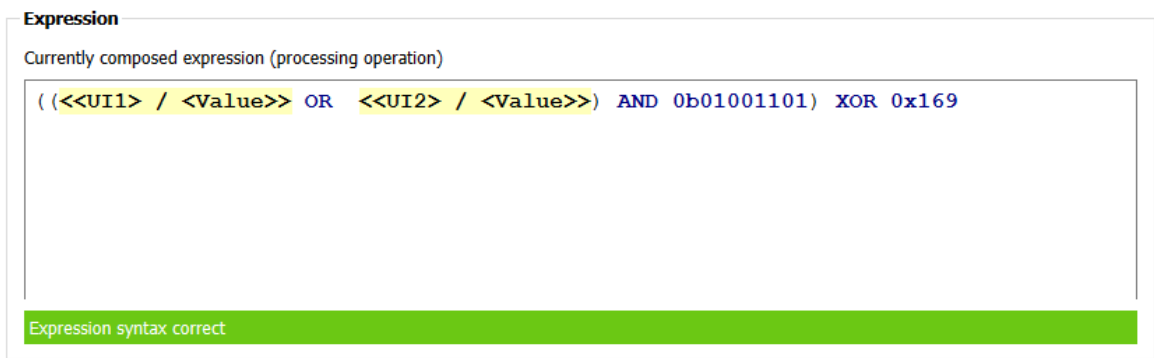 Expression
Currently composed expression (processing operation)
((<<UI1> / <Value>> OR  <<UI2> / <Value>>) AND 0b01001101) XOR 0x169
Expression syntax correct